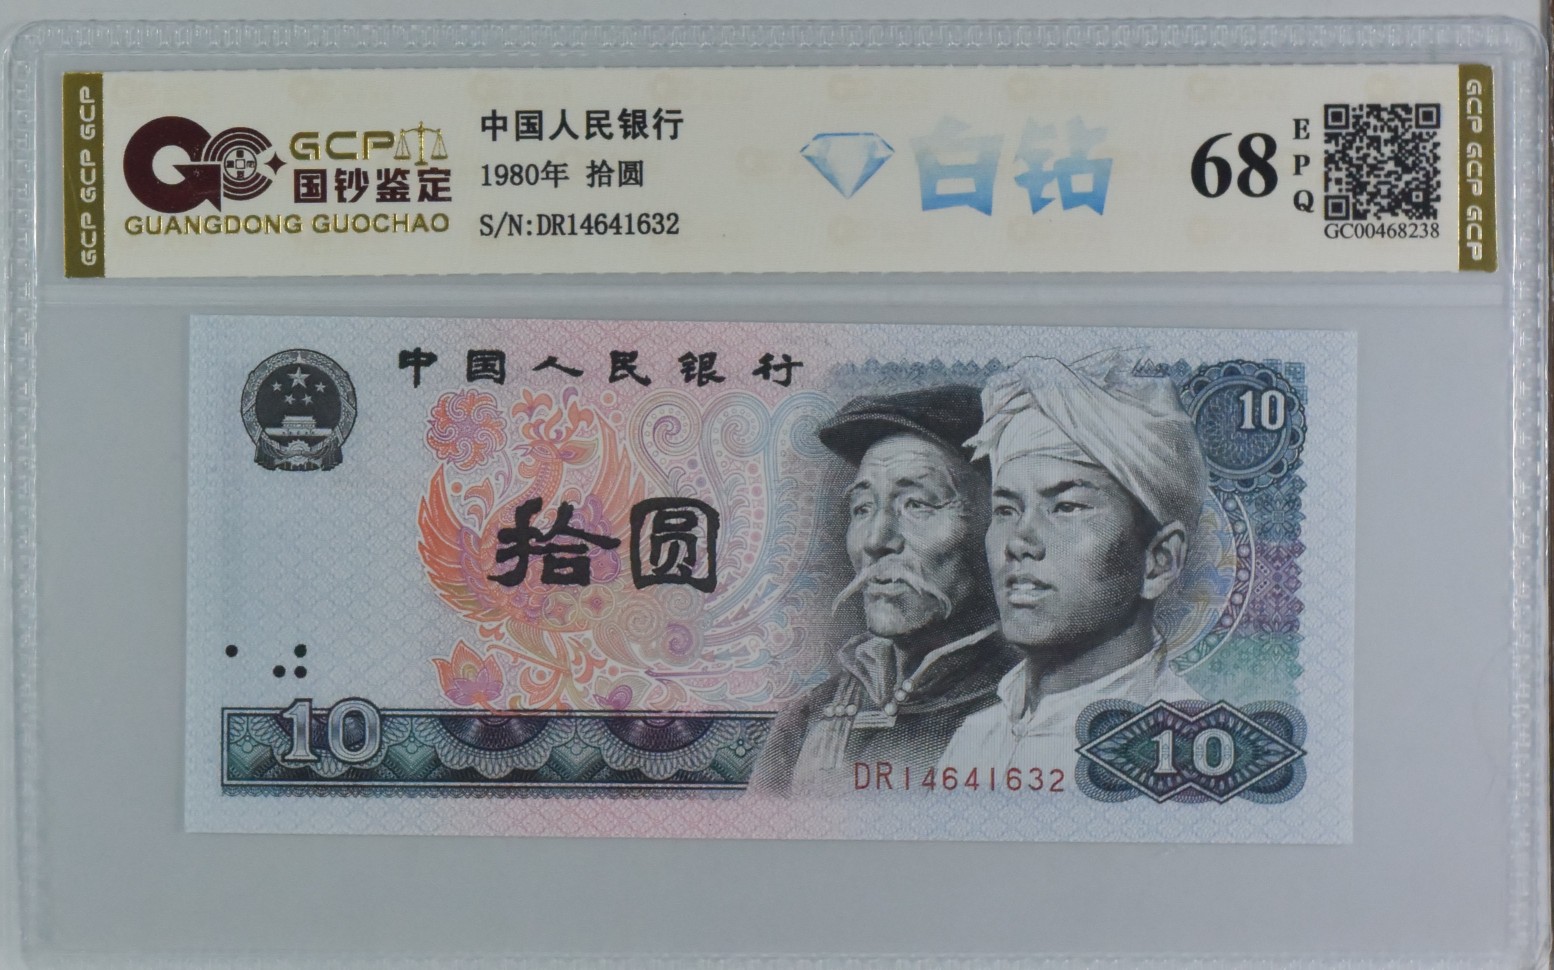 GCP GCP GCP
GCP
国钞鉴定
GUANGDONG GUOCHAO
中国人民银行
1980年 拾圆
S/N:DR14641632
白钻
68
E
P
Q
GC00468238
GCP GCP GCP
中国人民银行
10
拾圆
10
DR14641632
10